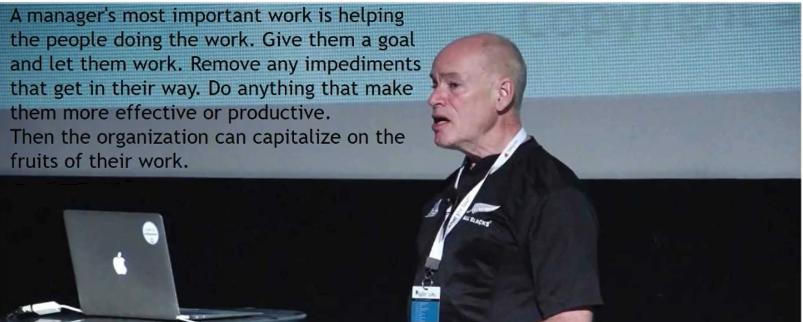 A manager's most important work is helping
the people doing the work. Give them a goal
and let them work. Remove any impediments
that get in their way. Do anything that make
them more effective or productive.
Then the organization can capitalize on the
fruits of their work.
ALL BLACKS